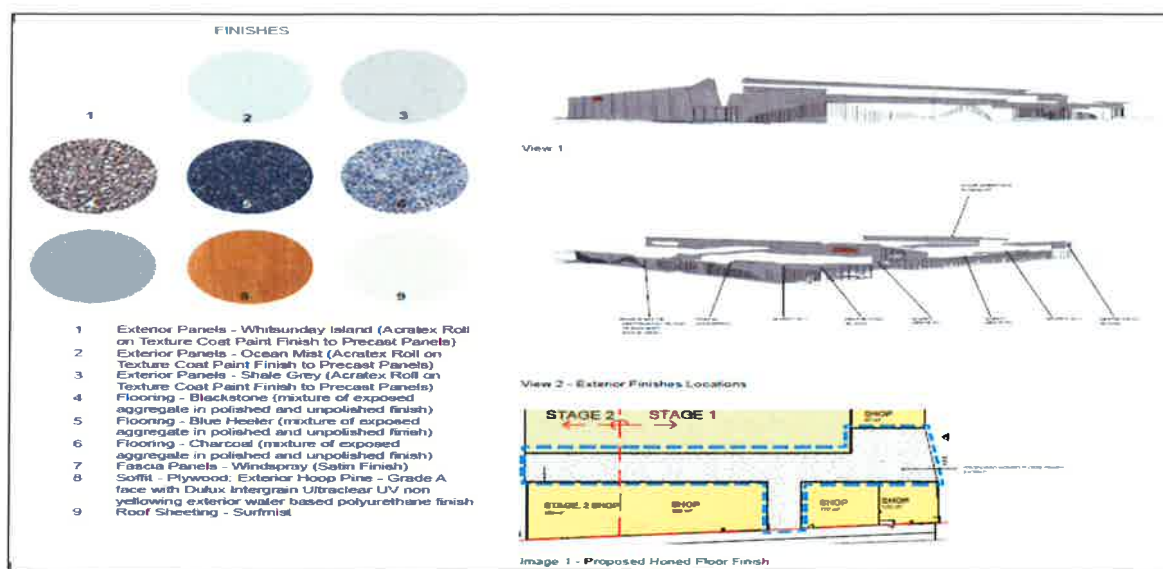 FINISHES
1
2
3
5
6
8
9
1 Exterior Panels - Whitsunday Island (Acratex Roll
on Texture Coat Paint Finish to Precast Panels)
2 Exterior Panels - Ocean Mist (Acratex Roll on
Texture Coat Paint Finish to Precast Panels)
3 Exterior Panels - Shale Grey (Acratex Roll on
Texture Coat Paint Finish to Precast Panels)
4 Flooring - Blackstone (mixture of exposed
aggregate in polished and unpolished finish)
5 Flooring - Blue Heeler (mixture of exposed
aggregate in polished and unpolished finish)
6 Flooring - Charcoal (mixture of exposed
aggregate in polished and unpolished finish)
7 Fascia Panels - Windspray (Satin Finish)
8 Soffit - Plywood: Exterior Hoop Pine - Grade A
face with Dulux Intergrain Ultraclear UV non
yellowing exterior water based polyurethane finish
9 Roof Sheeting - Surfmist
View 1
View 2 - Exterior Finishes Locations
STAGE 2 STAGE 1
SHOP
STAGE 2 SHOP
SHOP
SHOP
SHOP
Image 1 - Proposed Honed Floor Finish